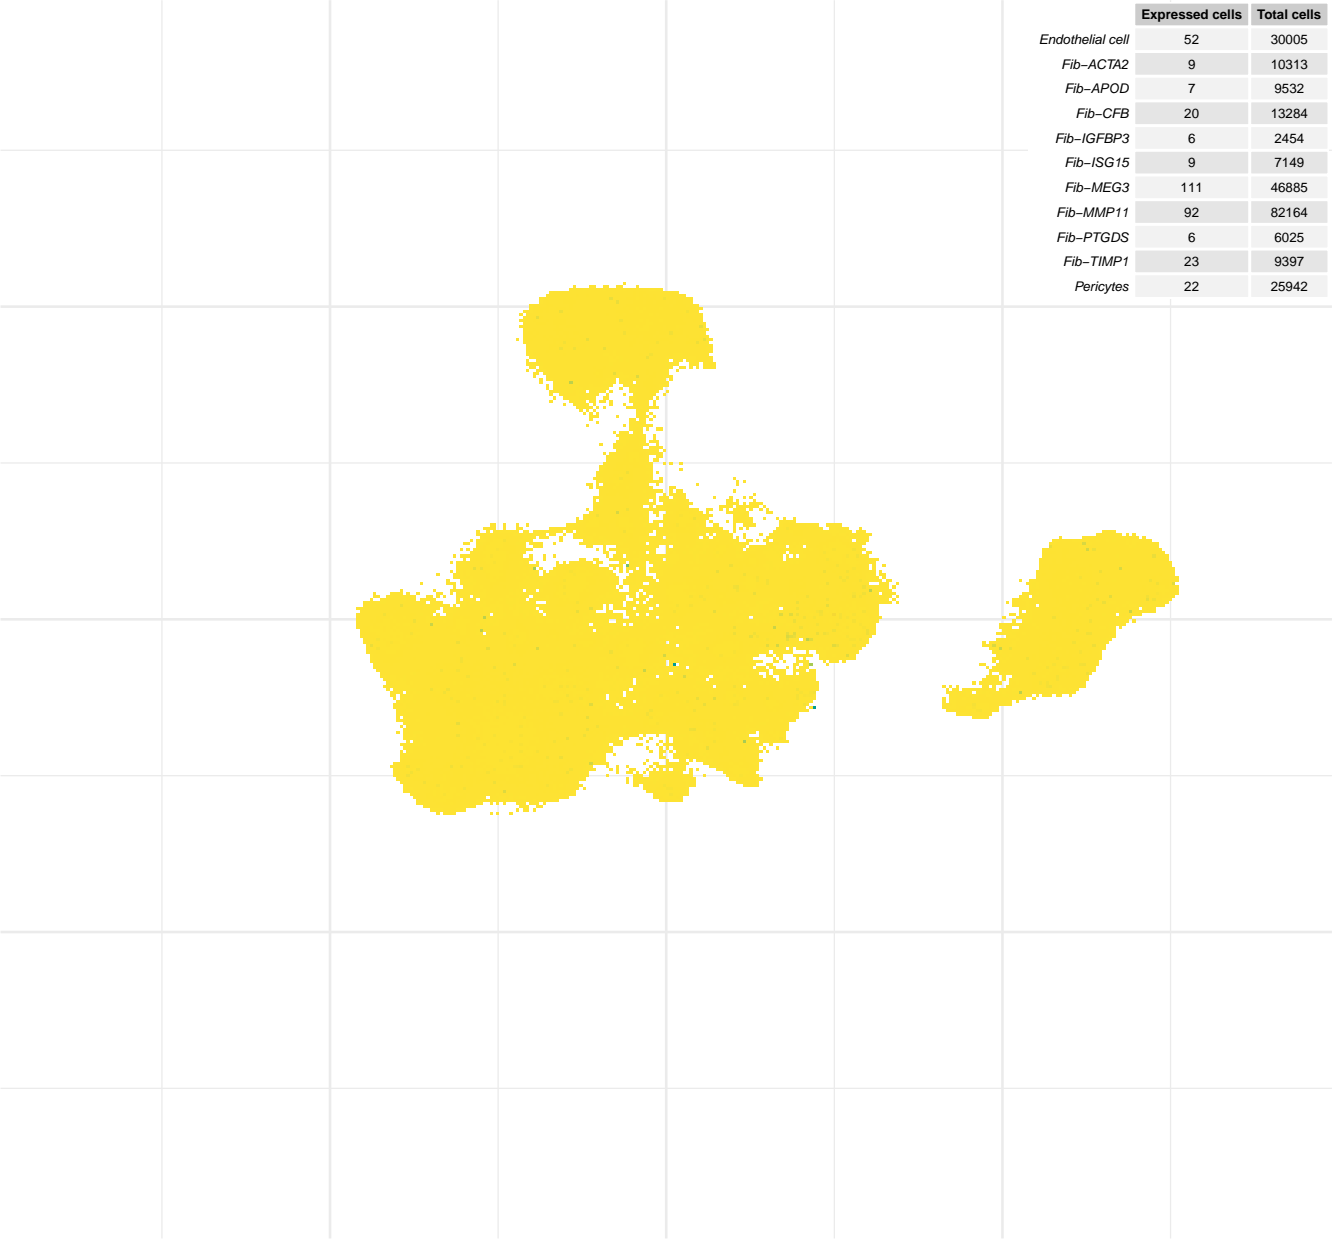 Expressed cells Total cells
Endothelial cell 52 30005
Fib−ACTA2 9 10313
Fib−APOD 7 9532
Fib−CFB 20 13284
Fib−IGFBP3 6 2454
Fib−ISG15 9 7149
Fib−MEG3 111 46885
Fib−MMP11 92 82164
Fib−PTGDS 6 6025
Fib−TIMP1 23 9397
Pericytes 22 25942